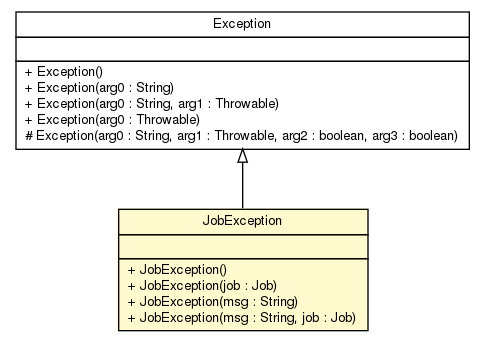 Exception
+ Exception()
+ Exception(arg0 : String)
+ Exception(arg0 : String, arg1 : Throwable)
+ Exception(arg0 : Throwable)
# Exception(arg0 : String, arg1 : Throwable, arg2 : boolean, arg3 : boolean)
JobException
+ JobException()
+ JobException(job : Job)
+ JobException(msg : String)
+ JobException(msg : String, job : Job)